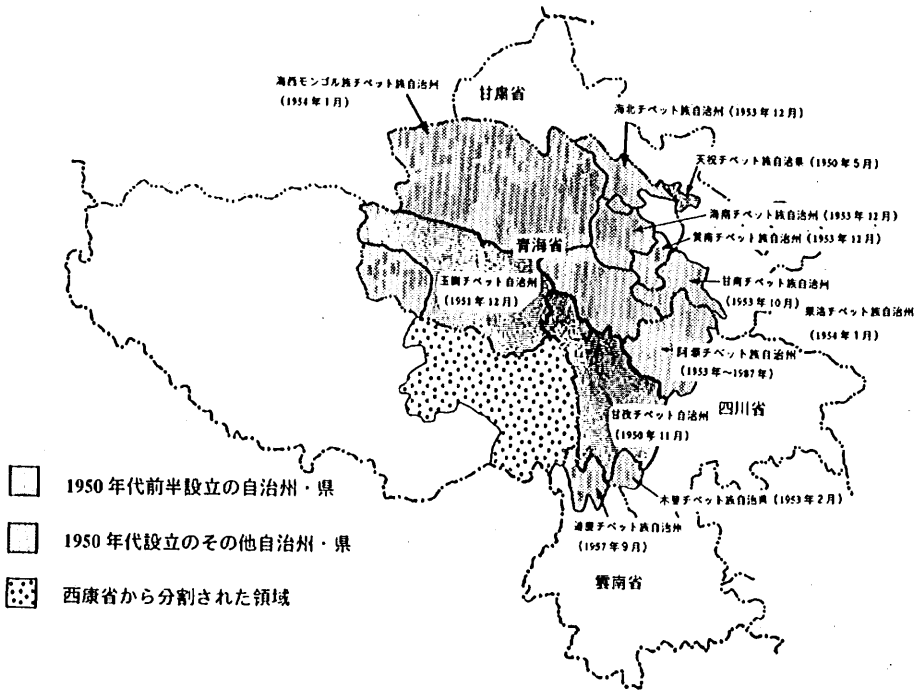 海西モンゴル族チベット族自治州
(1954年1月)
甘粛省
海北チベット族自治州 (1953年12月)
天祝チベット族自治県 (1950年5月)
海南チベット族自治州 (1953年12月)
黄南チベット族自治州 (1953年12月)
青海省
玉樹チベット自治州
(1951年12月)
甘南チベット族自治州
(1953年10月)
果洛チベット族自治州
(1954年1月)
阿壩チベット族自治州
(1953年～1987年)
四川省
甘孜チベット自治州
(1950年11月)
木里チベット族自治県 (1953年2月)
迪慶チベット族自治州
(1957年9月)
雲南省
1950年代前半設立の自治州・県
1950年代設立のその他自治州・県
西康省から分割された領域